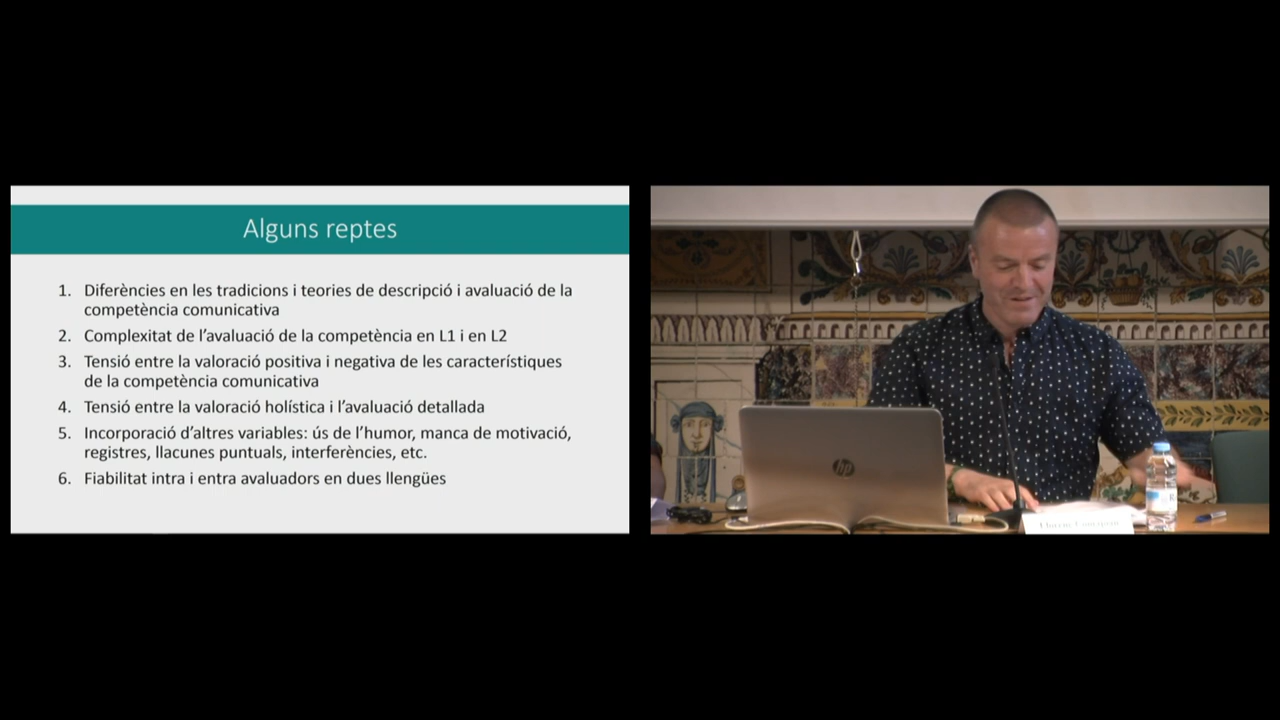 Alguns reptes
1. Diferències en les tradicions i teories de descripció i avaluació de la
competència comunicativa
2. Complexitat de l’avaluació de la competència en L1 i en L2
3. Tensió entre la valoració positiva i negativa de les característiques
de la competència comunicativa
4. Tensió entre la valoració holística i l’avaluació detallada
5. Incorporació d’altres variables: ús de l’humor, manca de motivació,
registres, llacunes puntuals, interferències, etc.
6. Fiabilitat intra i entra avaluadors en dues llengües
hp